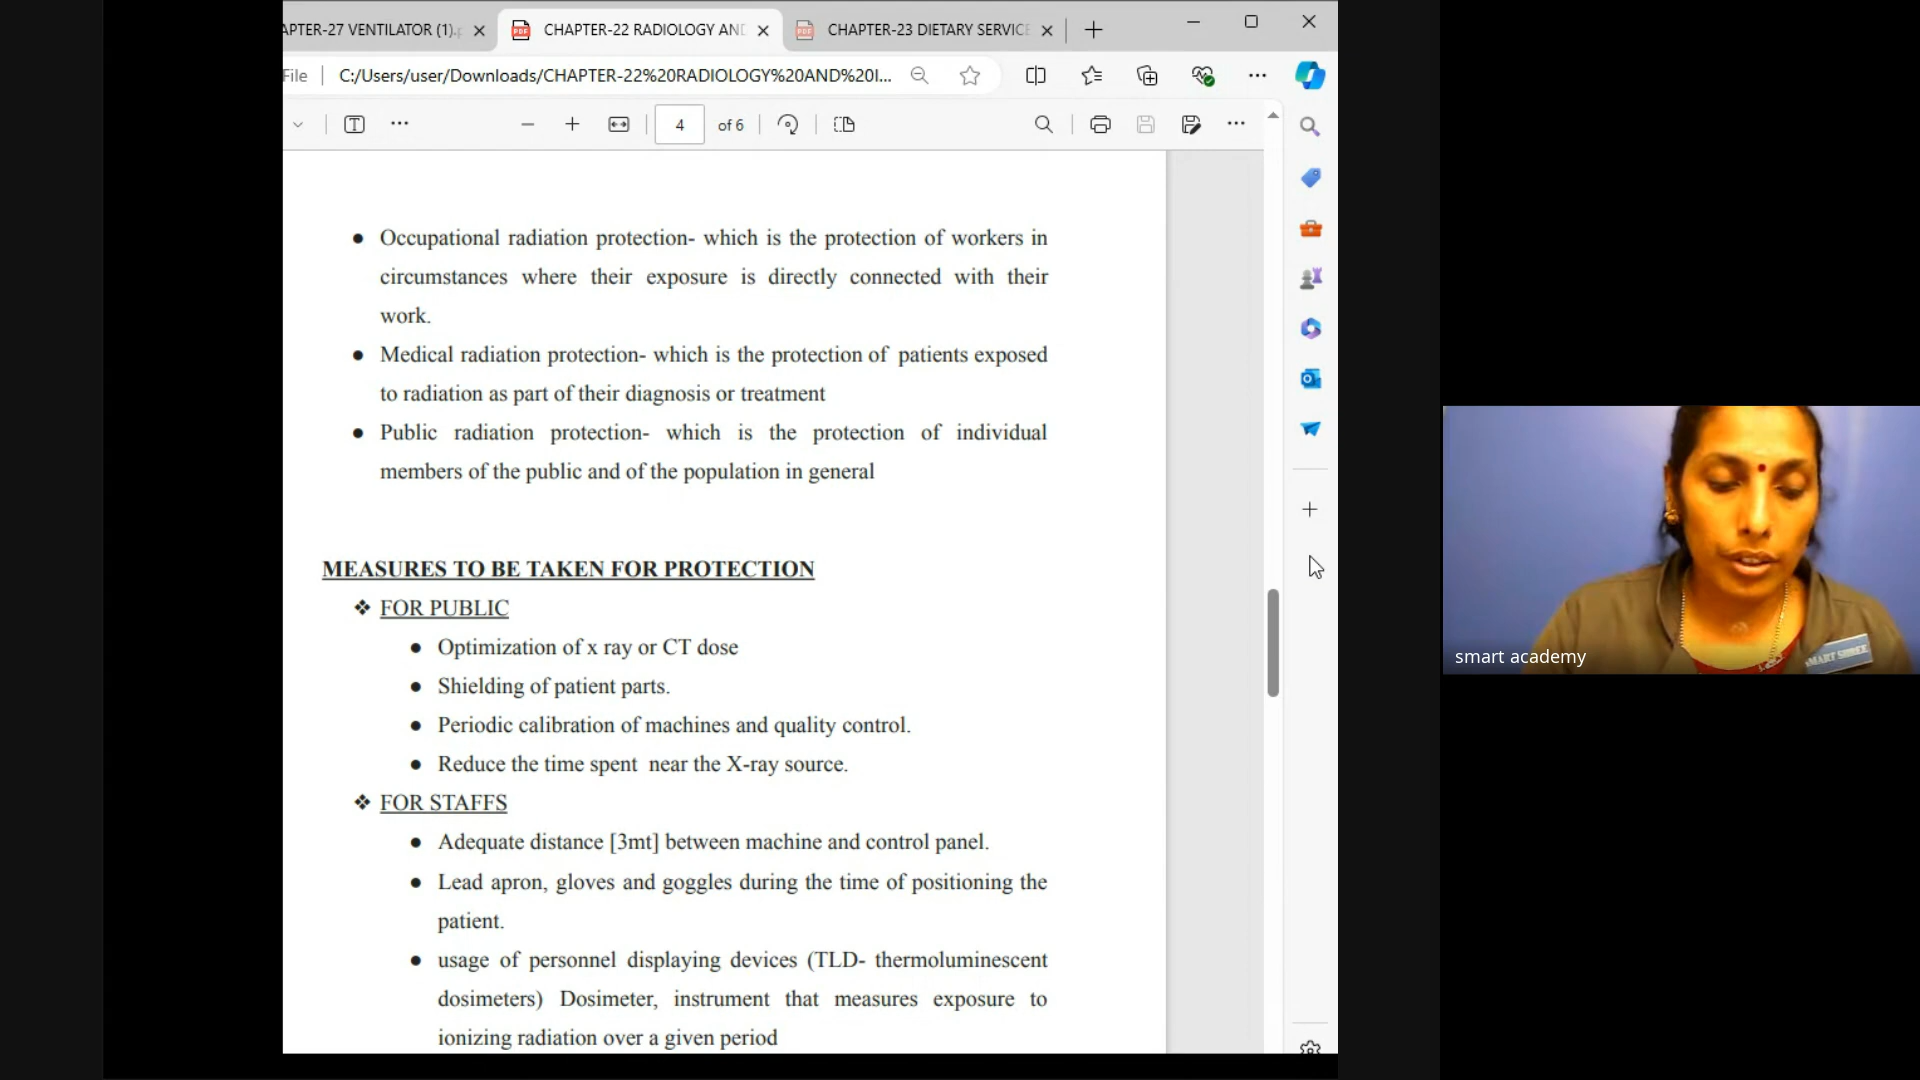 APTER-27 VENTILATOR (1).p
CHAPTER-22 RADIOLOGY AND
CHAPTER-23 DIETARY SERVICE
File
C:/Users/user/Downloads/CHAPTER-22%20RADIOLOGY%20AND%20I...
4
of 6
● Occupational radiation protection- which is the protection of workers in
circumstances where their exposure is directly connected with their
work.
● Medical radiation protection- which is the protection of patients exposed
to radiation as part of their diagnosis or treatment
● Public radiation protection- which is the protection of individual
members of the public and of the population in general
MEASURES TO BE TAKEN FOR PROTECTION
❖ FOR PUBLIC
● Optimization of x ray or CT dose
● Shielding of patient parts.
● Periodic calibration of machines and quality control.
● Reduce the time spent near the X-ray source.
❖ FOR STAFFS
● Adequate distance [3mt] between machine and control panel.
● Lead apron, gloves and goggles during the time of positioning the
patient.
● usage of personnel displaying devices (TLD- thermoluminescent
dosimeters) Dosimeter, instrument that measures exposure to
ionizing radiation over a given period
smart academy